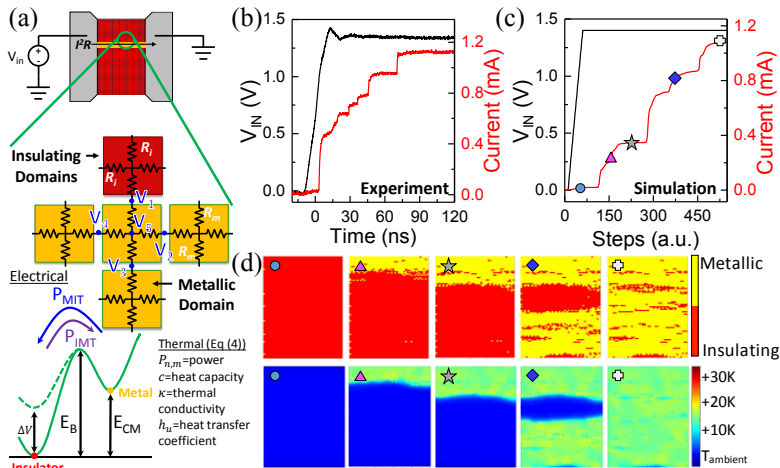 (a)
V_in
I²R
Insulating
Domains
R_i
R_i
V_1
V_4
V_5
R_m
V_2
R_m
V_3
Electrical
Metallic
Domain
P_MIT
P_IMT
Metal
ΔV
E_B
E_CM
Insulator
Thermal (Eq (4))
P_n,m=power
c=heat capacity
κ=thermal
conductivity
h_u=heat transfer
coefficient
(b)
V_IN (V)
1.5
1.0
0.5
0.0
1.2
0.8
0.4
0.0
Current (mA)
Experiment
0 30 60 90 120
Time (ns)
(c)
V_IN (V)
1.5
1.0
0.5
0.0
1.2
0.8
0.4
0.0
Current (mA)
Simulation
0 150 300 450
Steps (a.u.)
(d)
Metallic
Insulating
+30K
+20K
+10K
T_ambient